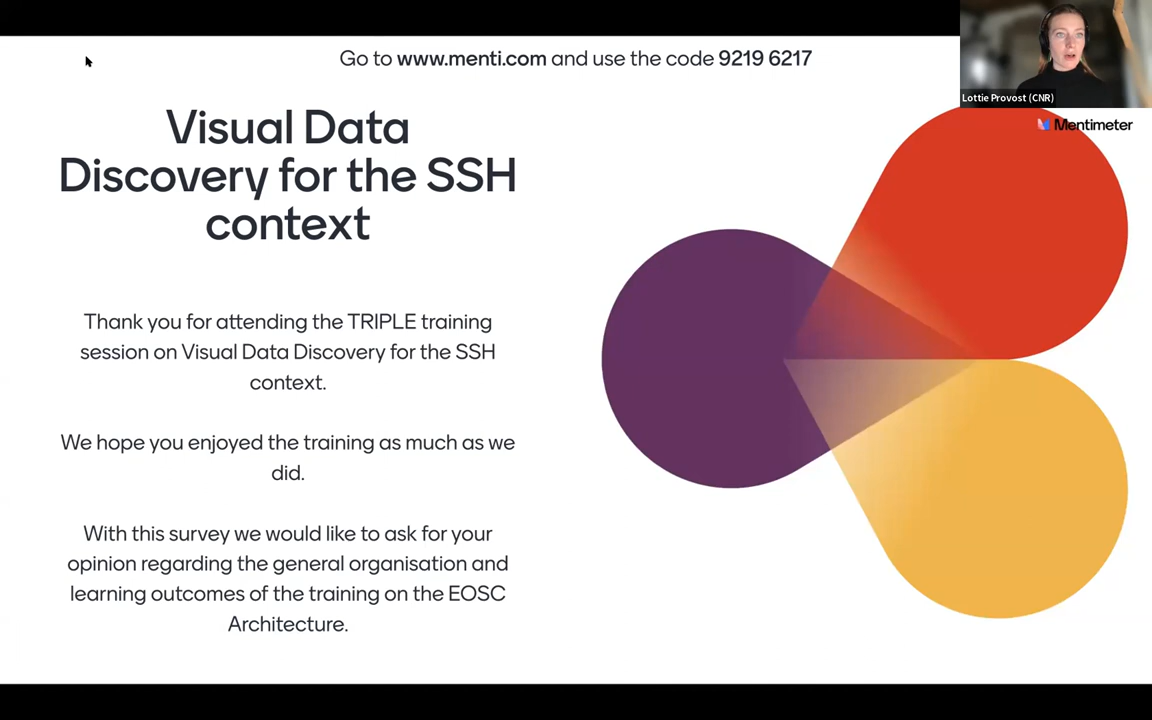 Go to www.menti.com and use the code 9219 6217
Lottie Provost (CNR)
Mentimeter
Visual Data
Discovery for the SSH
context
Thank you for attending the TRIPLE training
session on Visual Data Discovery for the SSH
context.
We hope you enjoyed the training as much as we
did.
With this survey we would like to ask for your
opinion regarding the general organisation and
learning outcomes of the training on the EOSC
Architecture.